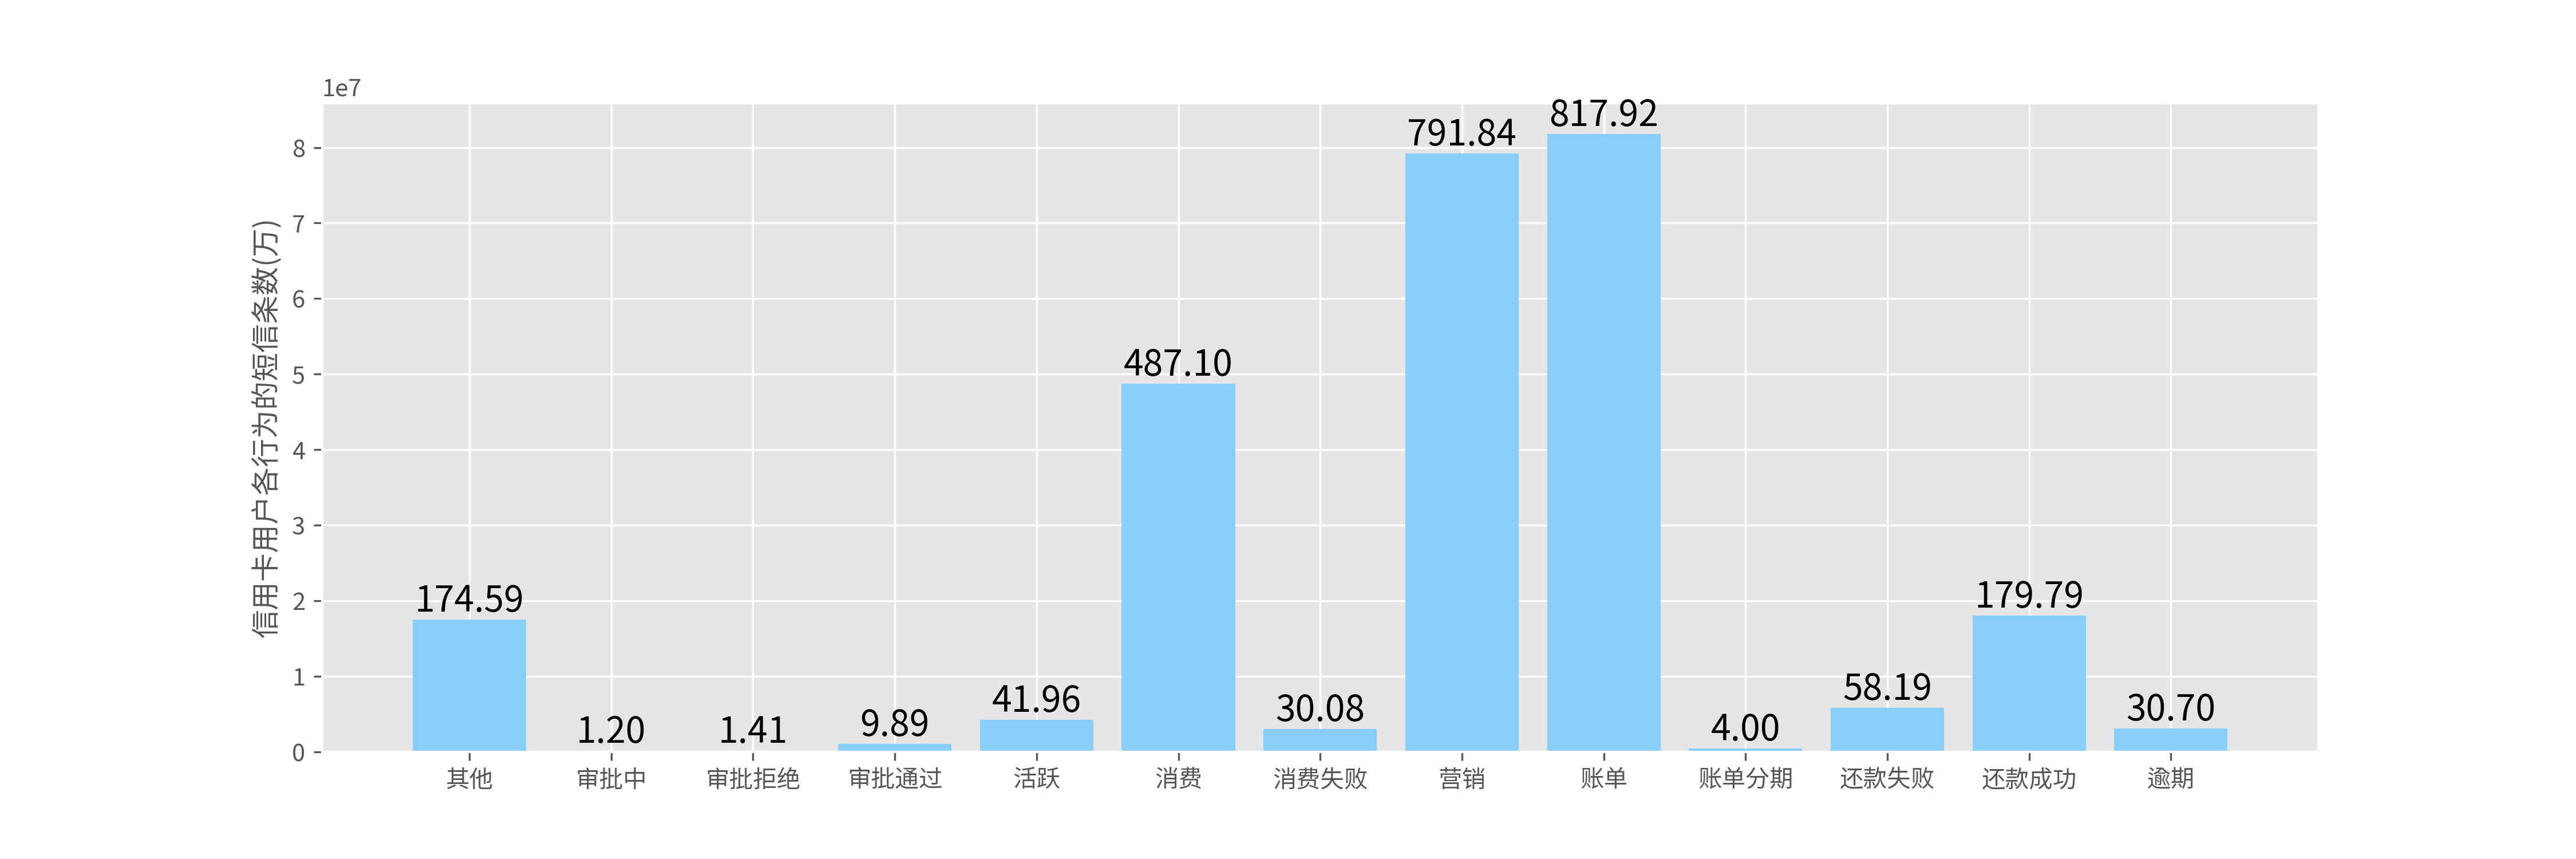 1e7
信用卡用户各行为的短信条数(万)
8
7
6
5
4
3
2
1
0
174.59
1.20
1.41
9.89
41.96
487.10
30.08
791.84
817.92
4.00
58.19
179.79
30.70
其他
审批中
审批拒绝
审批通过
活跃
消费
消费失败
营销
账单
账单分期
还款失败
还款成功
逾期